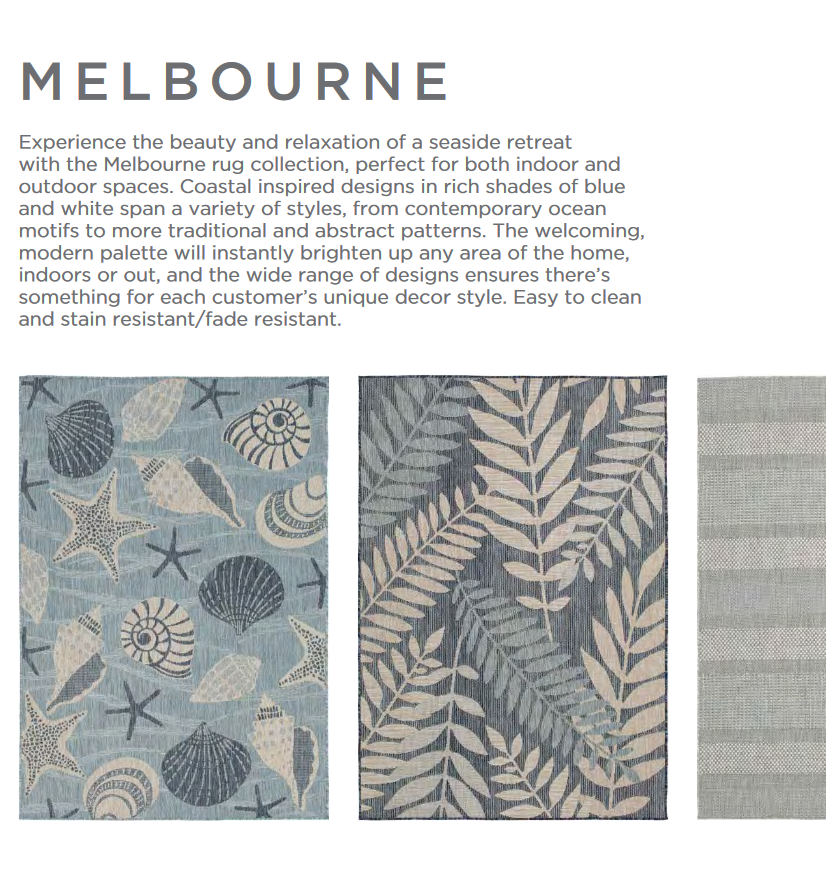 MELBOURNE
Experience the beauty and relaxation of a seaside retreat
with the Melbourne rug collection, perfect for both indoor and
outdoor spaces. Coastal inspired designs in rich shades of blue
and white span a variety of styles, from contemporary ocean
motifs to more traditional and abstract patterns. The welcoming,
modern palette will instantly brighten up any area of the home,
indoors or out, and the wide range of designs ensures there’s
something for each customer’s unique decor style. Easy to clean
and stain resistant/fade resistant.